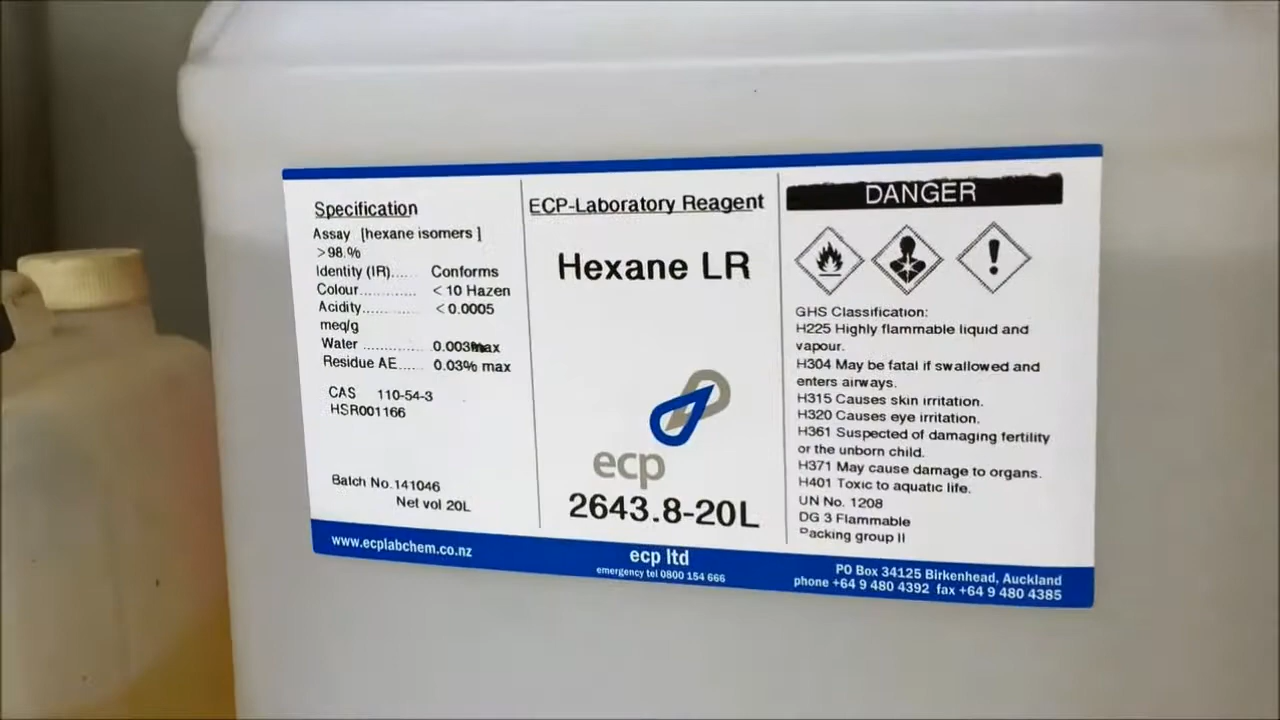 Specification
Assay [hexane isomers ]
>98.%
Identity (IR)..... Conforms
Colour............. < 10 Hazen
Acidity............. < 0.0005
meq/g
Water ............. 0.003 max
Residue AE..... 0.03% max
CAS 110-54-3
HSR001166
Batch No.141046
Net vol 20L
www.ecplabchem.co.nz
ECP-Laboratory Reagent
Hexane LR
ecp
2643.8-20L
ecp ltd
emergency tel 0800 154 666
DANGER
GHS Classification:
H225 Highly flammable liquid and
vapour.
H304 May be fatal if swallowed and
enters airways.
H315 Causes skin irritation.
H320 Causes eye irritation.
H361 Suspected of damaging fertility
or the unborn child.
H371 May cause damage to organs.
H401 Toxic to aquatic life.
UN No. 1208
DG 3 Flammable
Packing group II
PO Box 34125 Birkenhead, Auckland
phone +64 9 480 4392 fax +64 9 480 4385